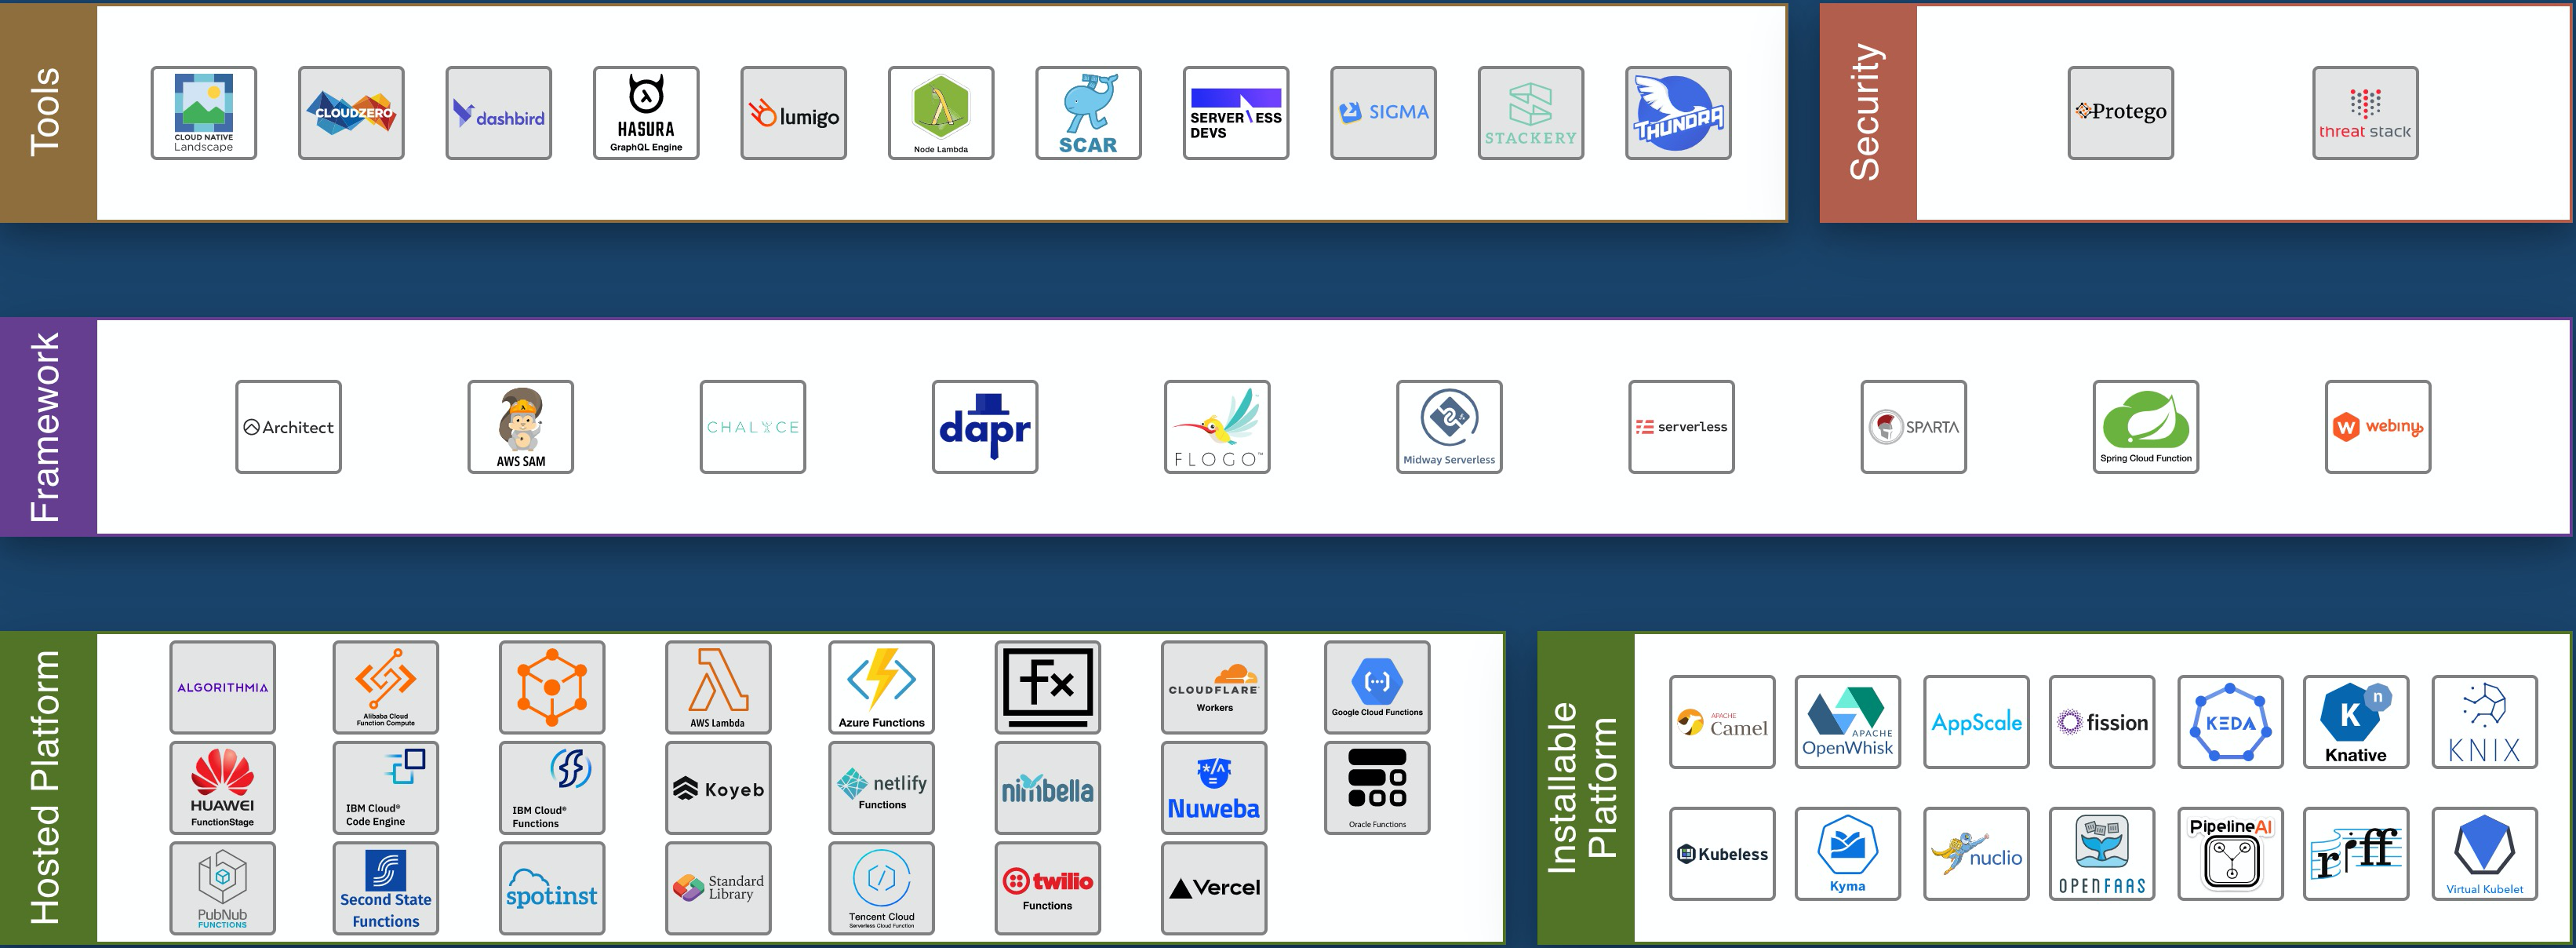 Tools
CLOUD NATIVE
Landscape
CLOUDZERO
dashbird
HASURA
GraphQL Engine
lumigo
Node Lambda
SCAR
SERVERLESS
DEVS
SIGMA
STACKERY
THUNDRA
Security
Protego
threat stack
Framework
Architect
AWS SAM
CHALICE
dapr
FLOGO™
Midway Serverless
serverless
SPARTA
Spring Cloud Function
webiny
Hosted Platform
ALGORITHMIA
Alibaba Cloud
Function Compute
AWS Lambda
Azure Functions
fx
CLOUDFLARE
Workers
Google Cloud Functions
HUAWEI
FunctionStage
IBM Cloud®
Code Engine
IBM Cloud®
Functions
Koyeb
netlify
Functions
nimbella
*/^
Nuweba
Oracle Functions
PubNub
FUNCTIONS
Second State
Functions
spotinst
Standard
Library
Tencent Cloud
Serverless Cloud Function
twilio
Functions
Vercel
Installable
Platform
APACHE
Camel
APACHE
OpenWhisk
AppScale
fission
KEDA
K n
Knative
KNIX
Kubeless
Kyma
nuclio
OPENFAAS
PipelineAI
riff
Virtual Kubelet